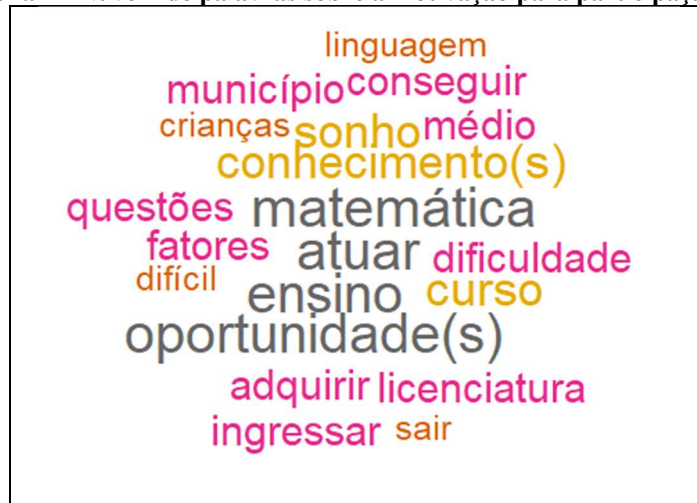 linguagem
município conseguir
crianças sonho médio
conhecimento(s)
questões matemática
fatores atuar dificuldade
difícil ensino curso
oportunidade(s)
adquirir licenciatura
ingressar sair